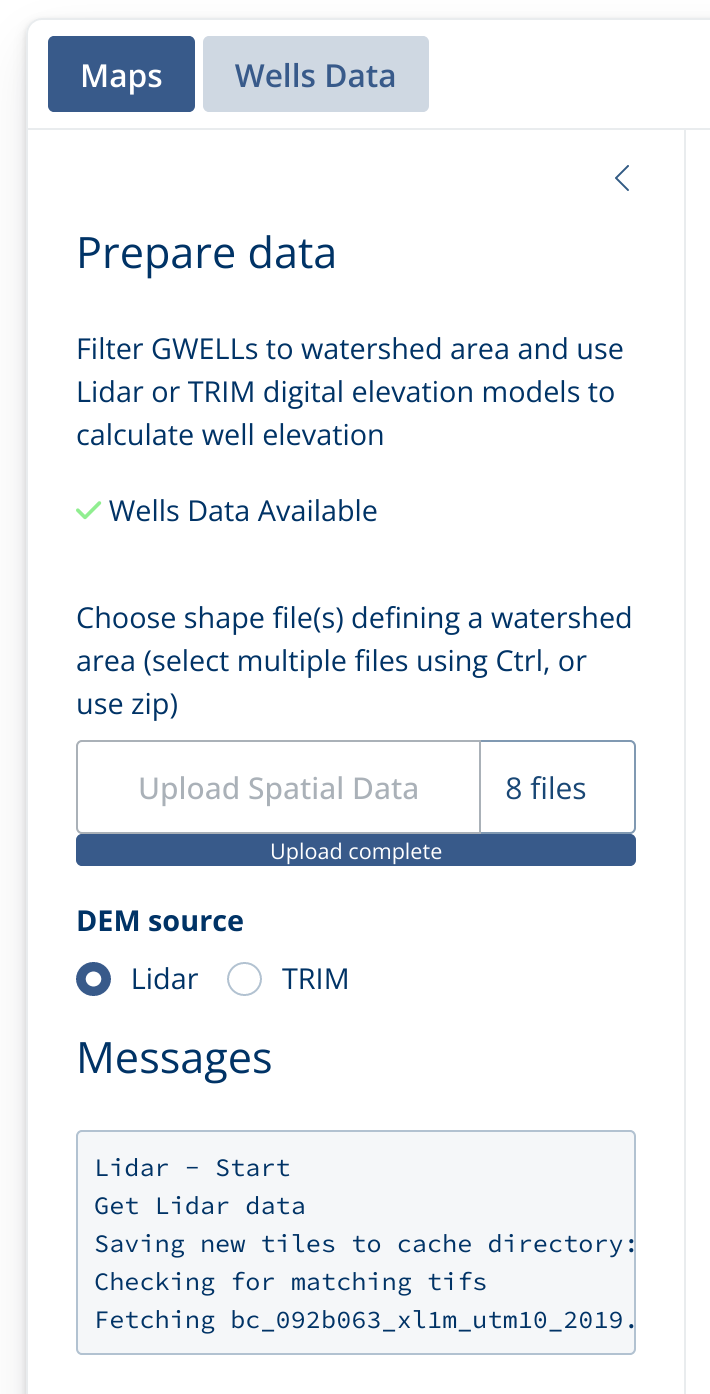 Maps Wells Data
Prepare data
Filter GWELLs to watershed area and use
Lidar or TRIM digital elevation models to
calculate well elevation
Wells Data Available
Choose shape file(s) defining a watershed
area (select multiple files using Ctrl, or
use zip)
Upload Spatial Data 8 files
Upload complete
DEM source
Lidar TRIM
Messages
Lidar - Start
Get Lidar data
Saving new tiles to cache directory:
Checking for matching tifs
Fetching bc_092b063_xl1m_utm10_2019.